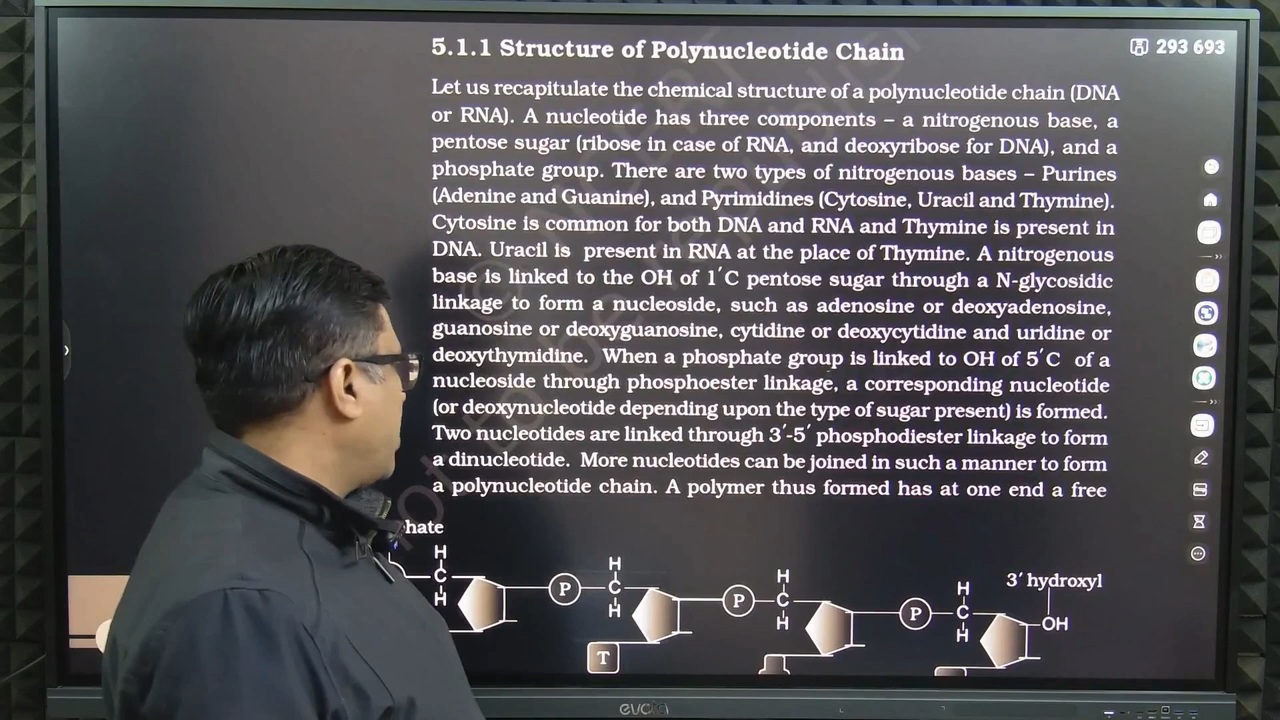 5.1.1 Structure of Polynucleotide Chain
293 693
Let us recapitulate the chemical structure of a polynucleotide chain (DNA
or RNA). A nucleotide has three components – a nitrogenous base, a
pentose sugar (ribose in case of RNA, and deoxyribose for DNA), and a
phosphate group. There are two types of nitrogenous bases – Purines
(Adenine and Guanine), and Pyrimidines (Cytosine, Uracil and Thymine).
Cytosine is common for both DNA and RNA and Thymine is present in
DNA. Uracil is present in RNA at the place of Thymine. A nitrogenous
base is linked to the OH of 1′C pentose sugar through a N-glycosidic
linkage to form a nucleoside, such as adenosine or deoxyadenosine,
guanosine or deoxyguanosine, cytidine or deoxycytidine and uridine or
deoxythymidine. When a phosphate group is linked to OH of 5′C of a
nucleoside through phosphoester linkage, a corresponding nucleotide
(or deoxynucleotide depending upon the type of sugar present) is formed.
Two nucleotides are linked through 3′-5′ phosphodiester linkage to form
a dinucleotide. More nucleotides can be joined in such a manner to form
a polynucleotide chain. A polymer thus formed has at one end a free
hate
H H H H 3′ hydroxyl
C P C P C P C OH
H H H H
T